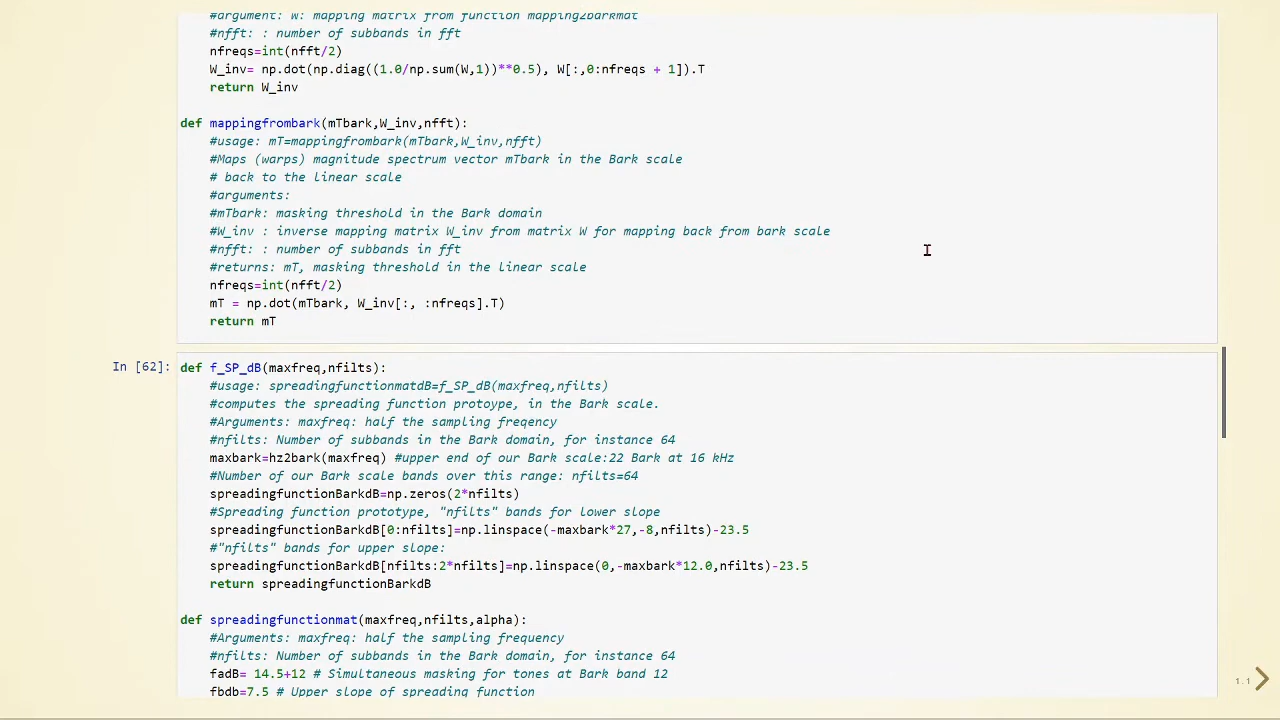 #argument: W: mapping matrix from function mapping2barkmat
#nfft: : number of subbands in fft
nfreqs=int(nfft/2)
W_inv= np.dot(np.diag((1.0/np.sum(W,1))**0.5), W[:,0:nfreqs + 1]).T
return W_inv
def mappingfrombark(mTbark,W_inv,nfft):
#usage: mT=mappingfrombark(mTbark,W_inv,nfft)
#Maps (warps) magnitude spectrum vector mTbark in the Bark scale
# back to the linear scale
#arguments:
#mTbark: masking threshold in the Bark domain
#W_inv : inverse mapping matrix W_inv from matrix W for mapping back from bark scale
#nfft: : number of subbands in fft
#returns: mT, masking threshold in the linear scale
nfreqs=int(nfft/2)
mT = np.dot(mTbark, W_inv[:, :nfreqs].T)
return mT
In [62]: def f_SP_dB(maxfreq,nfilts):
#usage: spreadingfunctionmatdB=f_SP_dB(maxfreq,nfilts)
#computes the spreading function protoype, in the Bark scale.
#Arguments: maxfreq: half the sampling freqency
#nfilts: Number of subbands in the Bark domain, for instance 64
maxbark=hz2bark(maxfreq) #upper end of our Bark scale:22 Bark at 16 kHz
#Number of our Bark scale bands over this range: nfilts=64
spreadingfunctionBarkdB=np.zeros(2*nfilts)
#Spreading function prototype, "nfilts" bands for lower slope
spreadingfunctionBarkdB[0:nfilts]=np.linspace(-maxbark*27,-8,nfilts)-23.5
#"nfilts" bands for upper slope:
spreadingfunctionBarkdB[nfilts:2*nfilts]=np.linspace(0,-maxbark*12.0,nfilts)-23.5
return spreadingfunctionBarkdB
def spreadingfunctionmat(maxfreq,nfilts,alpha):
#Arguments: maxfreq: half the sampling frequency
#nfilts: Number of subbands in the Bark domain, for instance 64
fadB= 14.5+12 # Simultaneous masking for tones at Bark band 12
fbdb=7.5 # Upper slope of spreading function
1.1